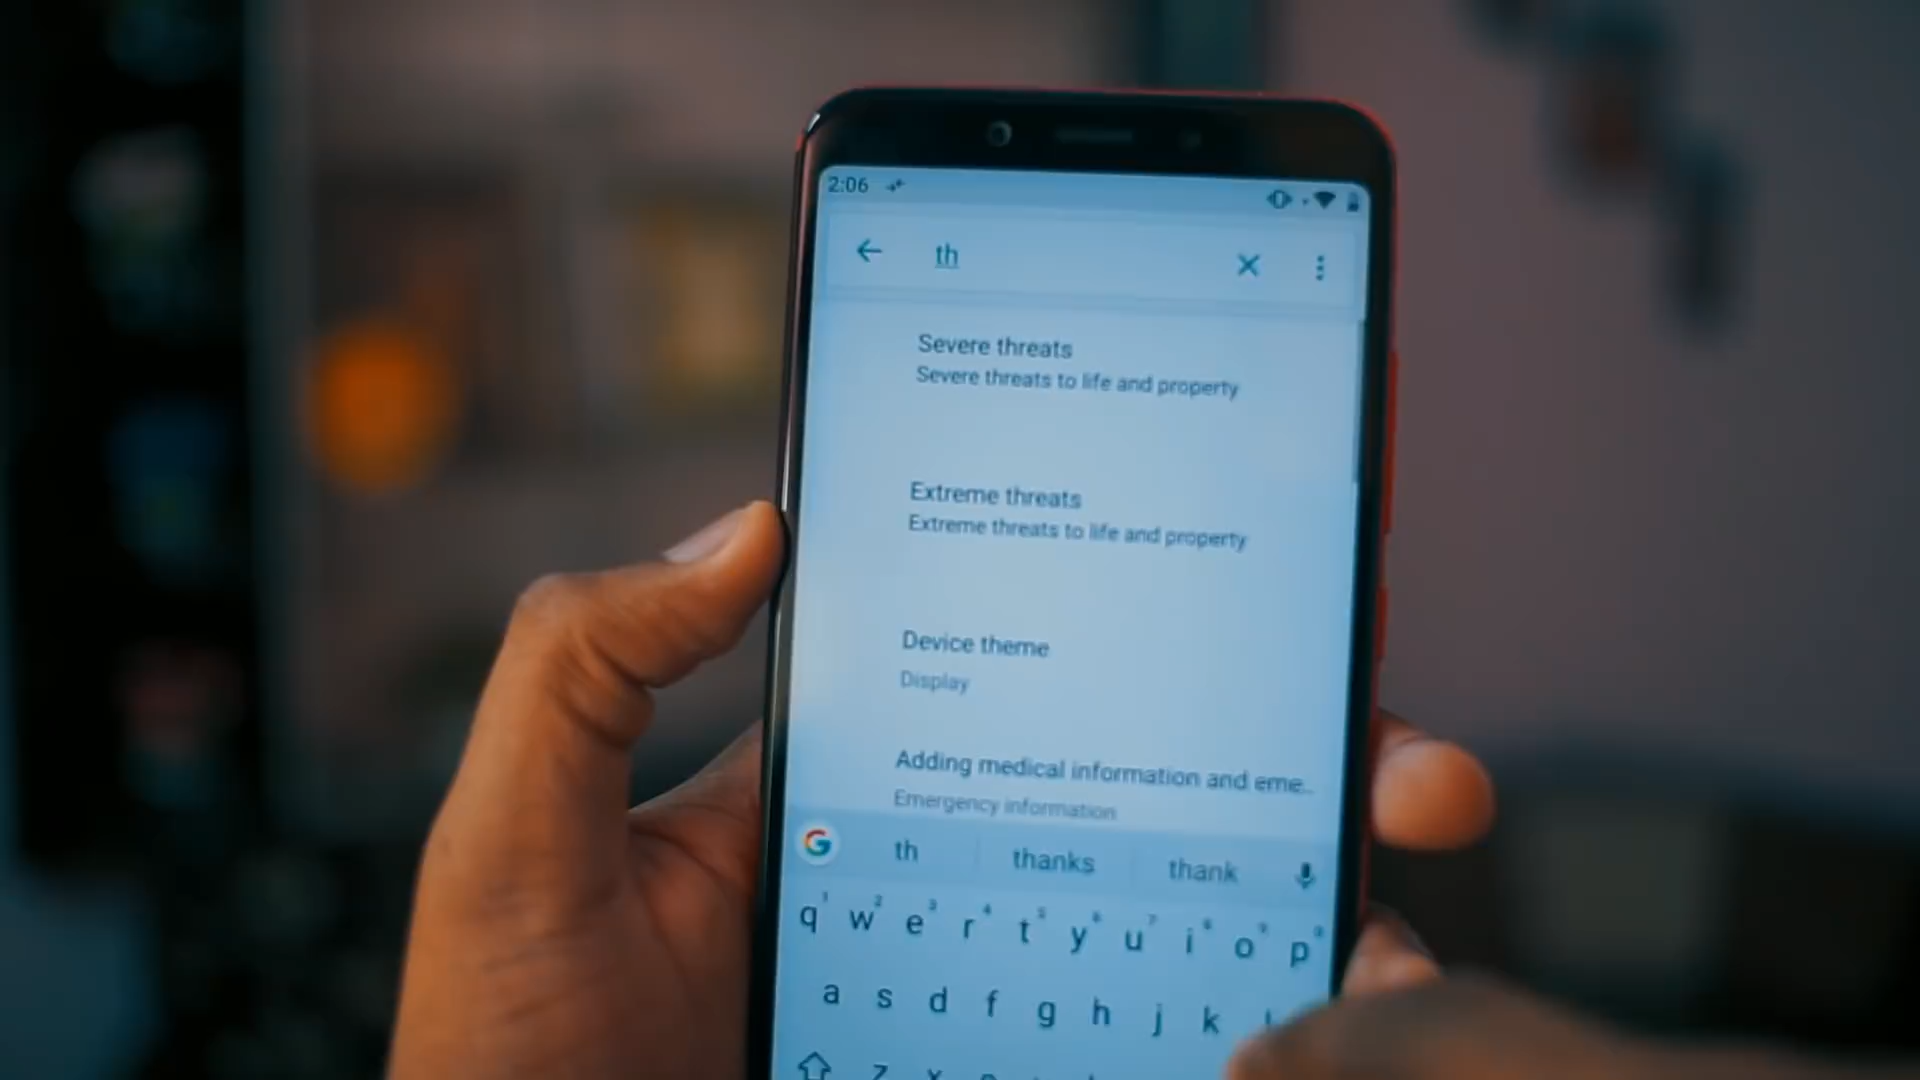 2:06
th
Severe threats
Severe threats to life and property
Extreme threats
Extreme threats to life and property
Device theme
Display
Adding medical information and eme..
Emergency information
G th thanks thank
q w e r t y u i o p
a s d f g h j k
z x